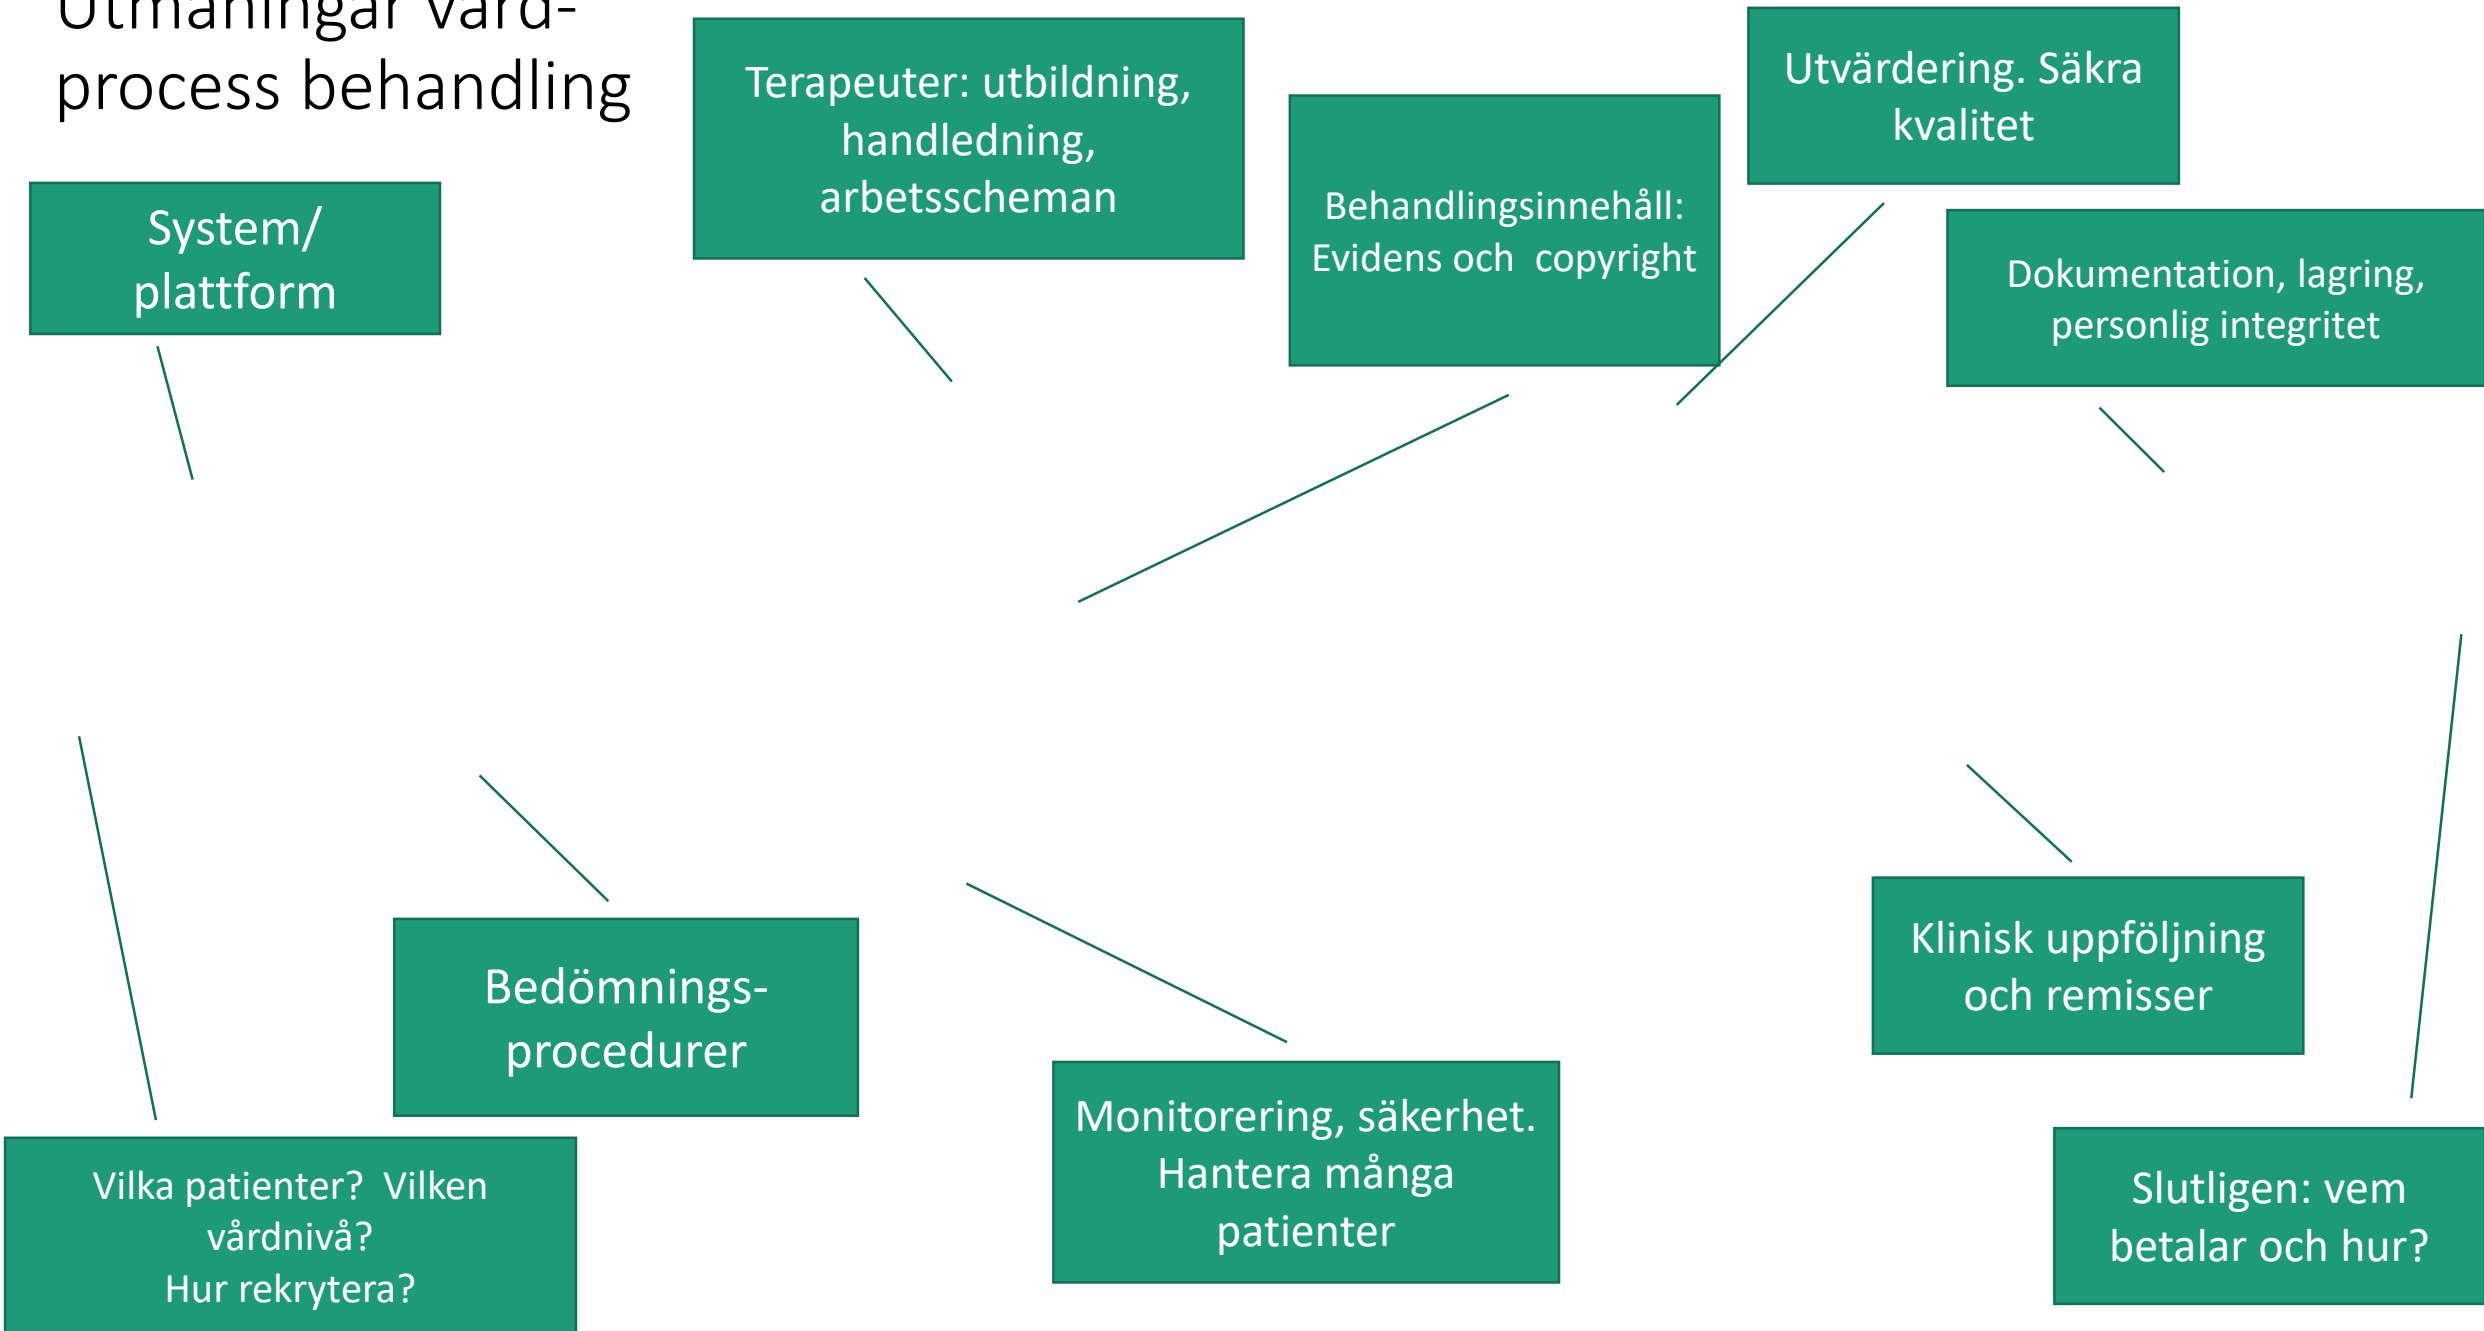 Utmaningar vård-
process behandling
System/
plattform
Terapeuter: utbildning,
handledning,
arbetsscheman
Behandlingsinnehåll:
Evidens och  copyright
Utvärdering. Säkra
kvalitet
Dokumentation, lagring,
personlig integritet
Vilka patienter?  Vilken
vårdnivå?
Hur rekrytera?
Bedömnings-
procedurer
Monitorering, säkerhet.
Hantera många
patienter
Klinisk uppföljning
och remisser
Slutligen: vem
betalar och hur?